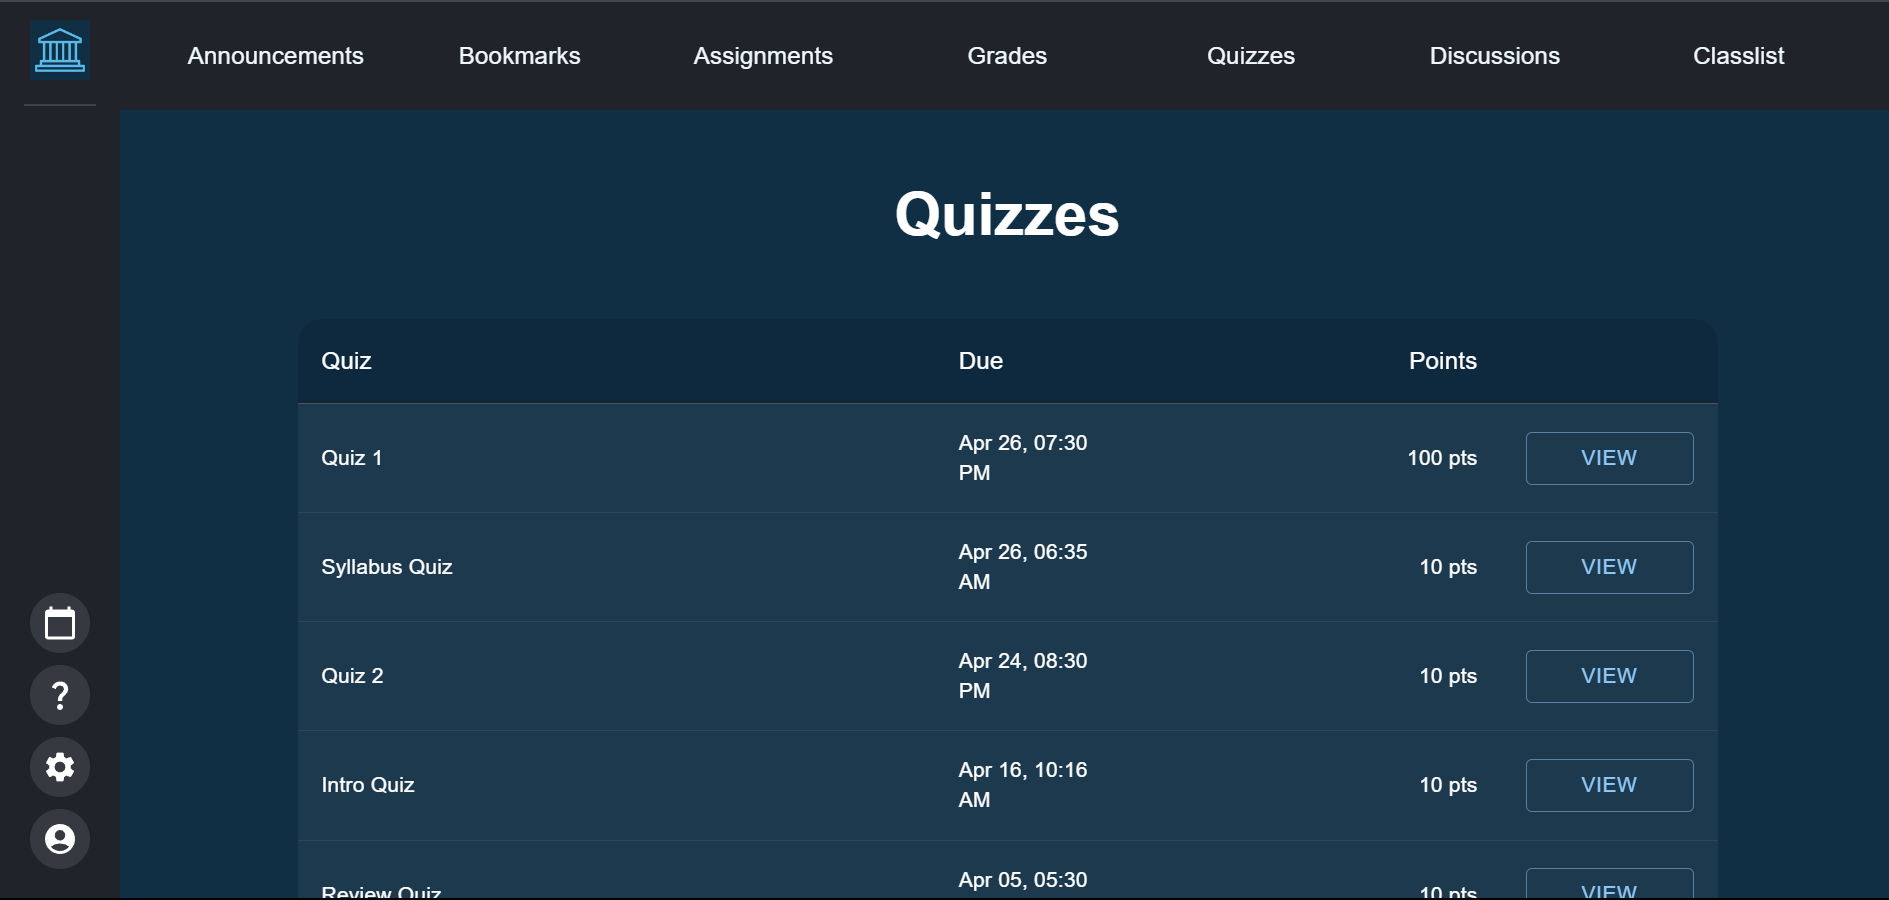 Announcements Bookmarks Assignments Grades Quizzes Discussions Classlist
Quizzes
Quiz Due Points
Quiz 1 Apr 26, 07:30 PM 100 pts VIEW
Syllabus Quiz Apr 26, 06:35 AM 10 pts VIEW
Quiz 2 Apr 24, 08:30 PM 10 pts VIEW
Intro Quiz Apr 16, 10:16 AM 10 pts VIEW
Review Quiz Apr 05, 05:30 10 pts VIEW